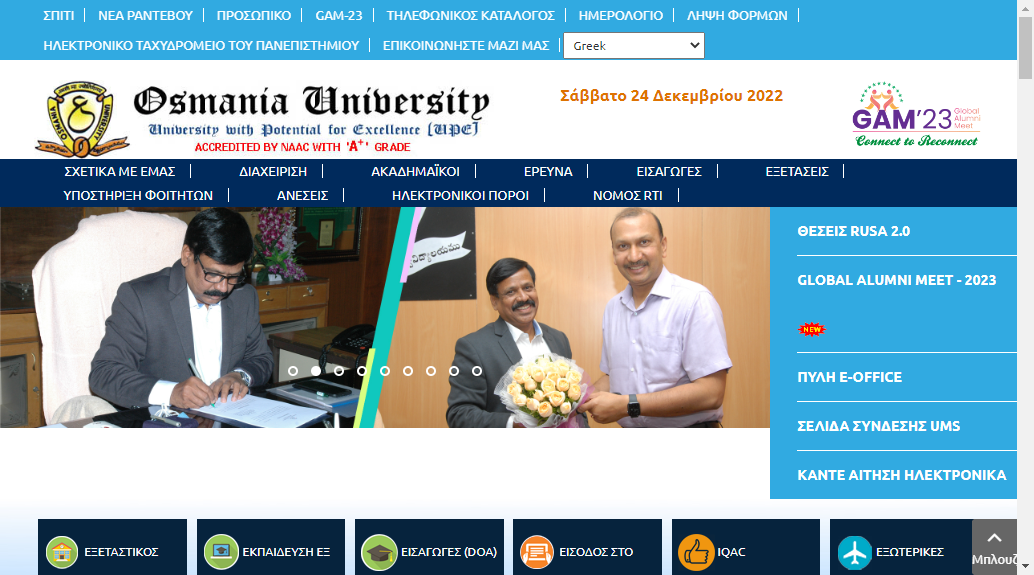 ΣΠΙΤΙ ΝΕΑ ΡΑΝΤΕΒΟΥ ΠΡΟΣΩΠΙΚΟ GAM-23 ΤΗΛΕΦΩΝΙΚΟΣ ΚΑΤΑΛΟΓΟΣ ΗΜΕΡΟΛΟΓΙΟ ΛΗΨΗ ΦΟΡΜΩΝ
ΗΛΕΚΤΡΟΝΙΚΟ ΤΑΧΥΔΡΟΜΕΙΟ ΤΟΥ ΠΑΝΕΠΙΣΤΗΜΙΟΥ ΕΠΙΚΟΙΝΩΝΗΣΤΕ ΜΑΖΙ ΜΑΣ Greek
Osmania University
University with Potential for Excellence (UPE)
ACCREDITED BY NAAC WITH 'A+' GRADE
Σάββατο 24 Δεκεμβρίου 2022
GAM'23 Global Alumni Meet
Connect to Reconnect
ΣΧΕΤΙΚΑ ΜΕ ΕΜΑΣ ΔΙΑΧΕΙΡΙΣΗ ΑΚΑΔΗΜΑΪΚΟΙ ΕΡΕΥΝΑ ΕΙΣΑΓΩΓΕΣ ΕΞΕΤΑΣΕΙΣ
ΥΠΟΣΤΗΡΙΞΗ ΦΟΙΤΗΤΩΝ ΑΝΕΣΕΙΣ ΗΛΕΚΤΡΟΝΙΚΟΙ ΠΟΡΟΙ ΝΟΜΟΣ RTI
ΘΕΣΕΙΣ RUSA 2.0
GLOBAL ALUMNI MEET - 2023
NEW
ΠΥΛΗ E-OFFICE
ΣΕΛΙΔΑ ΣΥΝΔΕΣΗΣ UMS
ΚΑΝΤΕ ΑΙΤΗΣΗ ΗΛΕΚΤΡΟΝΙΚΑ
ΕΞΕΤΑΣΤΙΚΟΣ ΕΚΠΑΙΔΕΥΣΗ ΕΞ ΕΙΣΑΓΩΓΕΣ (DOA) ΕΙΣΟΔΟΣ ΣΤΟ IQAC ΕΞΩΤΕΡΙΚΕΣ
Μπλουζ